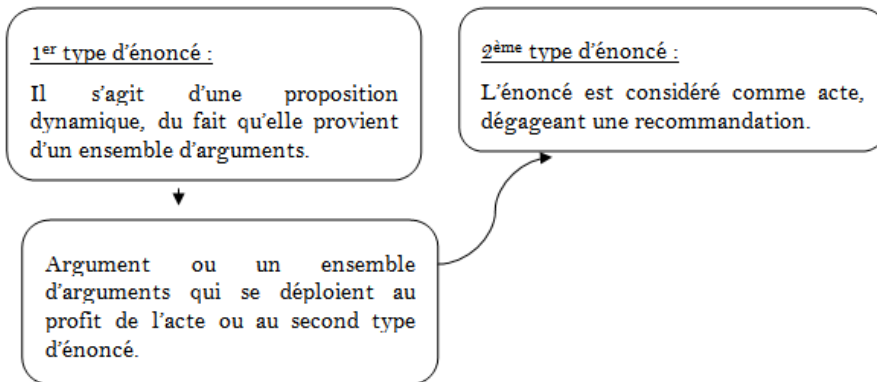 1er type d'énoncé :
Il s'agit d'une proposition
dynamique, du fait qu'elle provient
d'un ensemble d'arguments.
2ème type d'énoncé :
L'énoncé est considéré comme acte,
dégageant une recommandation.
Argument ou un ensemble
d'arguments qui se déploient au
profit de l'acte ou au second type
d'énoncé.